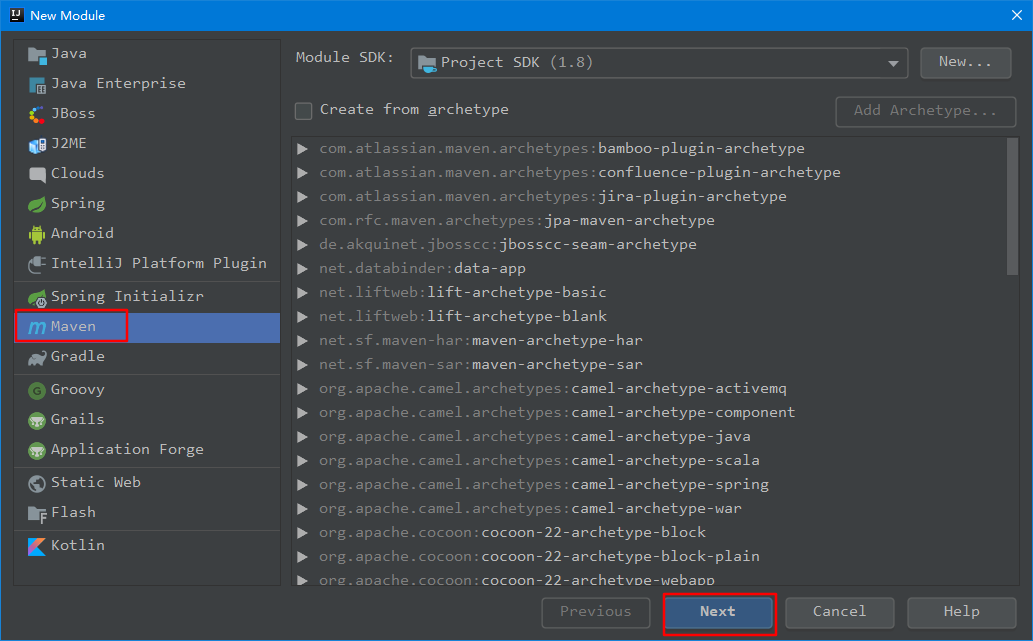 New Module
Java
Java Enterprise
JBoss
J2ME
Clouds
Spring
Android
IntelliJ Platform Plugin
Spring Initializr
Maven
Gradle
Groovy
Grails
Application Forge
Static Web
Flash
Kotlin
Module SDK: Project SDK (1.8) New...
Create from archetype Add Archetype...
com.atlassian.maven.archetypes:bamboo-plugin-archetype
com.atlassian.maven.archetypes:confluence-plugin-archetype
com.atlassian.maven.archetypes:jira-plugin-archetype
com.rfc.maven.archetypes:jpa-maven-archetype
de.akquinet.jbosscc:jbosscc-seam-archetype
net.databinder:data-app
net.liftweb:lift-archetype-basic
net.liftweb:lift-archetype-blank
net.sf.maven-har:maven-archetype-har
net.sf.maven-sar:maven-archetype-sar
org.apache.camel.archetypes:camel-archetype-activemq
org.apache.camel.archetypes:camel-archetype-component
org.apache.camel.archetypes:camel-archetype-java
org.apache.camel.archetypes:camel-archetype-scala
org.apache.camel.archetypes:camel-archetype-spring
org.apache.camel.archetypes:camel-archetype-war
org.apache.cocoon:cocoon-22-archetype-block
org.apache.cocoon:cocoon-22-archetype-block-plain
org.apache.cocoon:cocoon-22-archetype-webapp
Previous Next Cancel Help